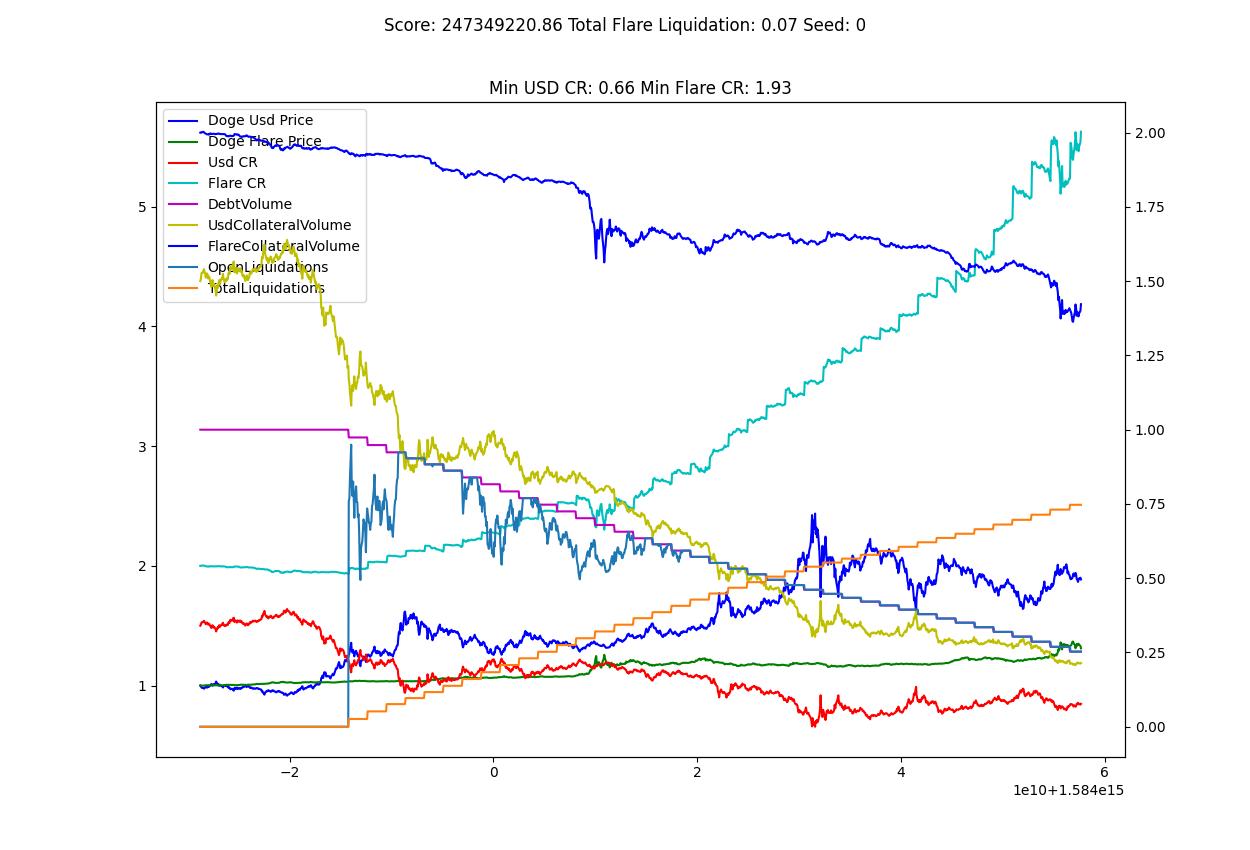 Score: 247349220.86 Total Flare Liquidation: 0.07 Seed: 0
Min USD CR: 0.66 Min Flare CR: 1.93
Doge Usd Price
Doge Flare Price
Usd CR
Flare CR
DebtVolume
UsdCollateralVolume
FlareCollateralVolume
OpenLiquidations
TotalLiquidations
5
4
3
2
1
2.00
1.75
1.50
1.25
1.00
0.75
0.50
0.25
0.00
−2
0
2
4
6
1e10+1.584e15